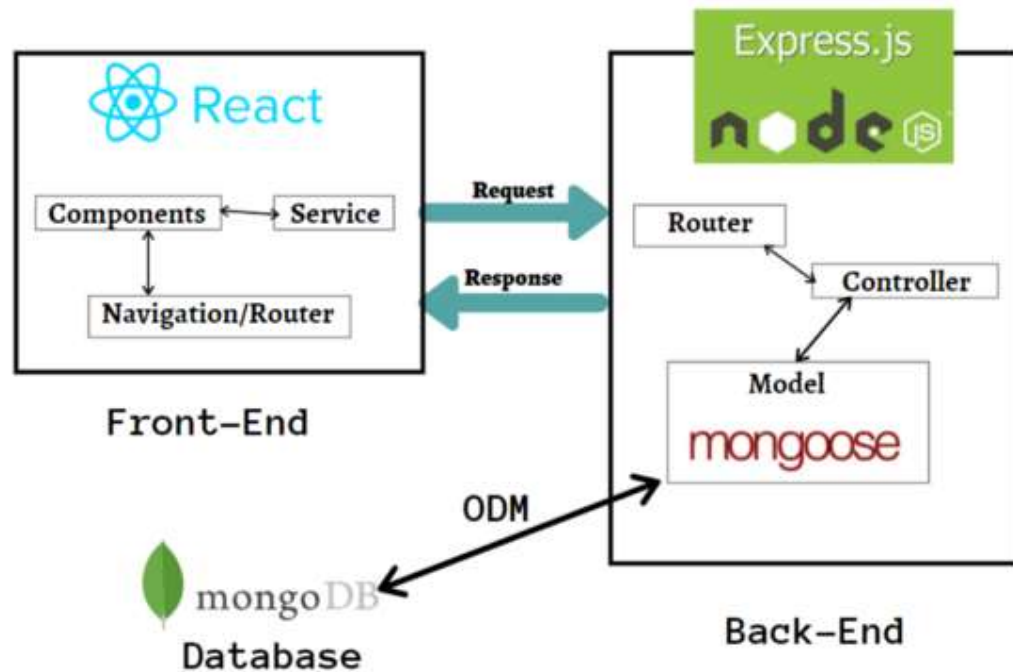 React
Components
Service
Navigation/Router
Front-End
Request
Response
Express.js
node
JS
Router
Controller
Model
mongoose
Back-End
ODM
mongoDB
Database